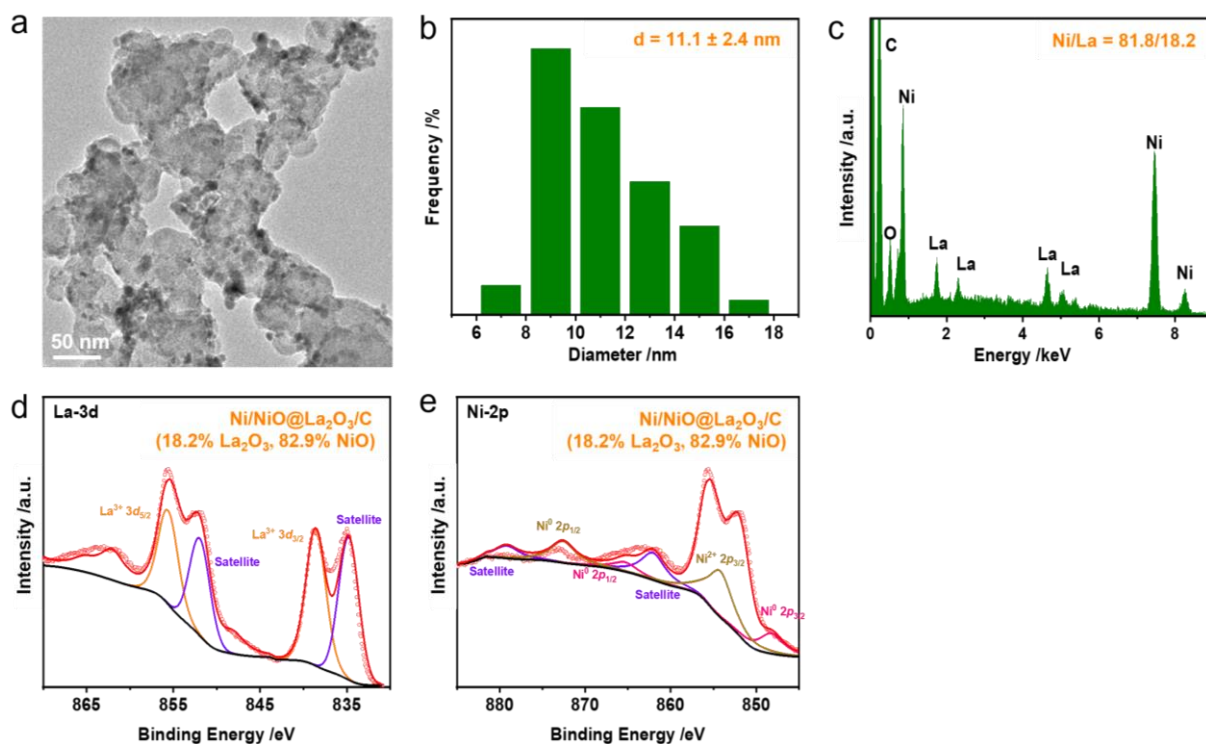 a
50 nm
b
d = 11.1 ± 2.4 nm
Frequency /%
6 8 10 12 14 16 18
Diameter /nm
c
Ni/La = 81.8/18.2
C
Ni
O
La
La
La
La
Ni
Ni
Intensity /a.u.
0 2 4 6 8
Energy /keV
d
La-3d
Ni/NiO@La₂O₃/C
(18.2% La₂O₃, 82.9% NiO)
La³⁺ 3d₅/₂
Satellite
La³⁺ 3d₃/₂
Satellite
Intensity /a.u.
865 855 845 835
Binding Energy /eV
e
Ni-2p
Ni/NiO@La₂O₃/C
(18.2% La₂O₃, 82.9% NiO)
Ni⁰ 2p₁/₂
Satellite
Ni⁰ 2p₁/₂
Satellite
Ni²⁺ 2p₃/₂
Ni⁰ 2p₃/₂
Intensity /a.u.
880 870 860 850
Binding Energy /eV